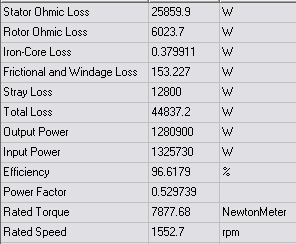 Stator Ohmic Loss 25859.9 W
Rotor Ohmic Loss 6023.7 W
Iron-Core Loss 0.379911 W
Frictional and Windage Loss 153.227 W
Stray Loss 12800 W
Total Loss 44837.2 W
Output Power 1280900 W
Input Power 1325730 W
Efficiency 96.6179 %
Power Factor 0.529739
Rated Torque 7877.68 NewtonMeter
Rated Speed 1552.7 rpm